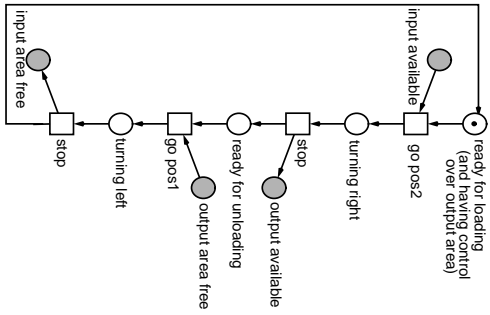 ready for loading
(and having control
over output area)
input available
go pos2
turning right
stop
output available
ready for unloading
output area free
go pos1
turning left
stop
input area free